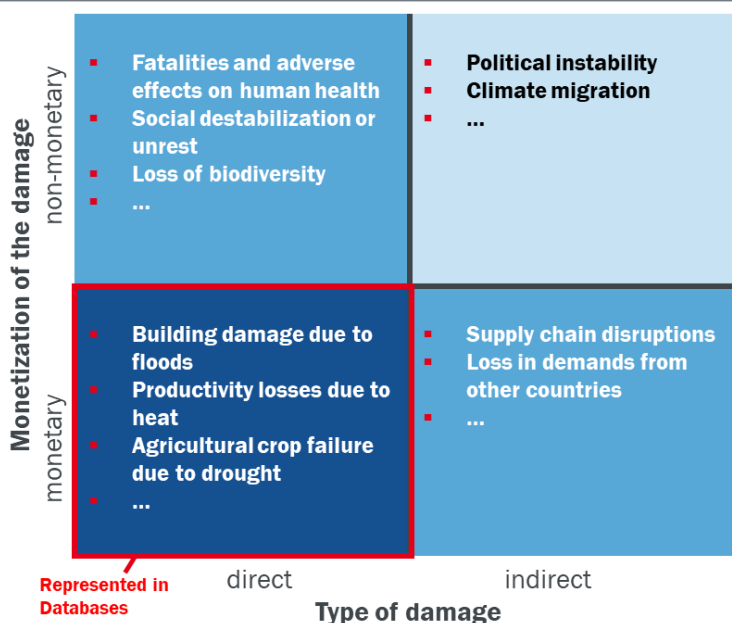 Monetization of the damage
non-monetary
Fatalities and adverse
effects on human health
Social destabilization or
unrest
Loss of biodiversity
...
Political instability
Climate migration
...
monetary
Building damage due to
floods
Productivity losses due to
heat
Agricultural crop failure
due to drought
...
Supply chain disruptions
Loss in demands from
other countries
...
Represented in
Databases
direct
indirect
Type of damage